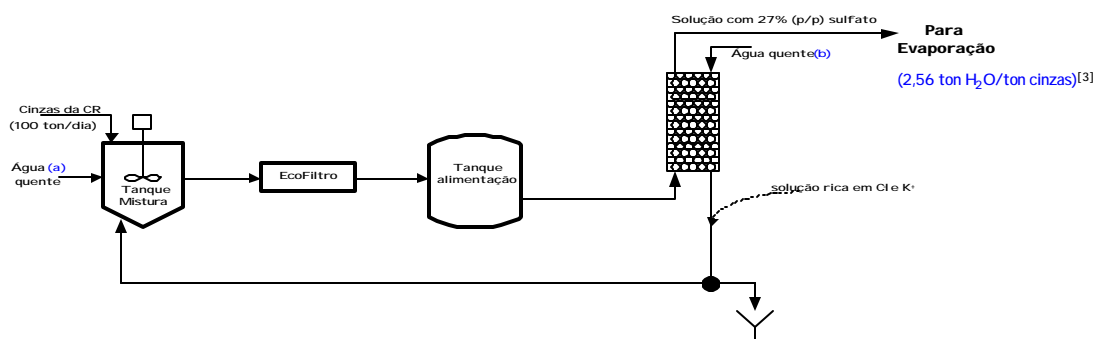 Solução com 27% (p/p) sulfato
Para
Evaporação
Água quente(b)
(2,56 ton H₂O/ton cinzas)[3]
Cinzas da CR
(100 ton/dia)
Água (a)
quente
Tanque
Mistura
EcoFiltro
Tanque
alimentação
solução rica em Cl e K⁺